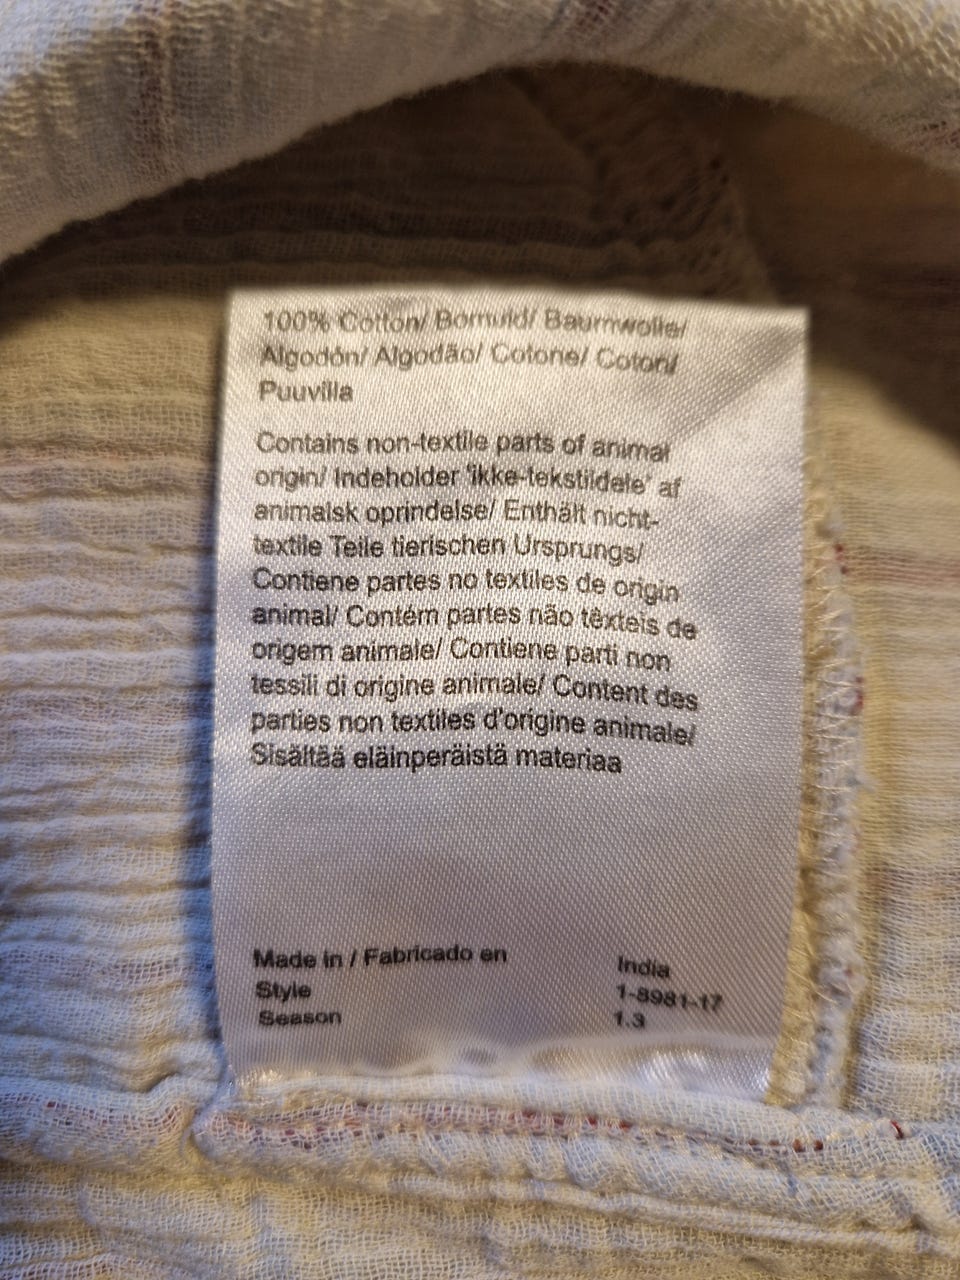 100% Cotton/ Bomuld/ Baumwolle/
Algodón/ Algodão/ Cotone/ Coton/
Puuvilla
Contains non-textile parts of animal
origin/ Indeholder 'ikke-tekstildele' af
animalsk oprindelse/ Enthält nicht-
textile Teile tierischen Ursprungs/
Contiene partes no textiles de origin
animal/ Contém partes não têxteis de
origem animale/ Contiene parti non
tessili di origine animale/ Content des
parties non textiles d'origine animale/
Sisältää eläinperäistä materiaa
Made in / Fabricado en India
Style 1-8981-17
Season 1.3